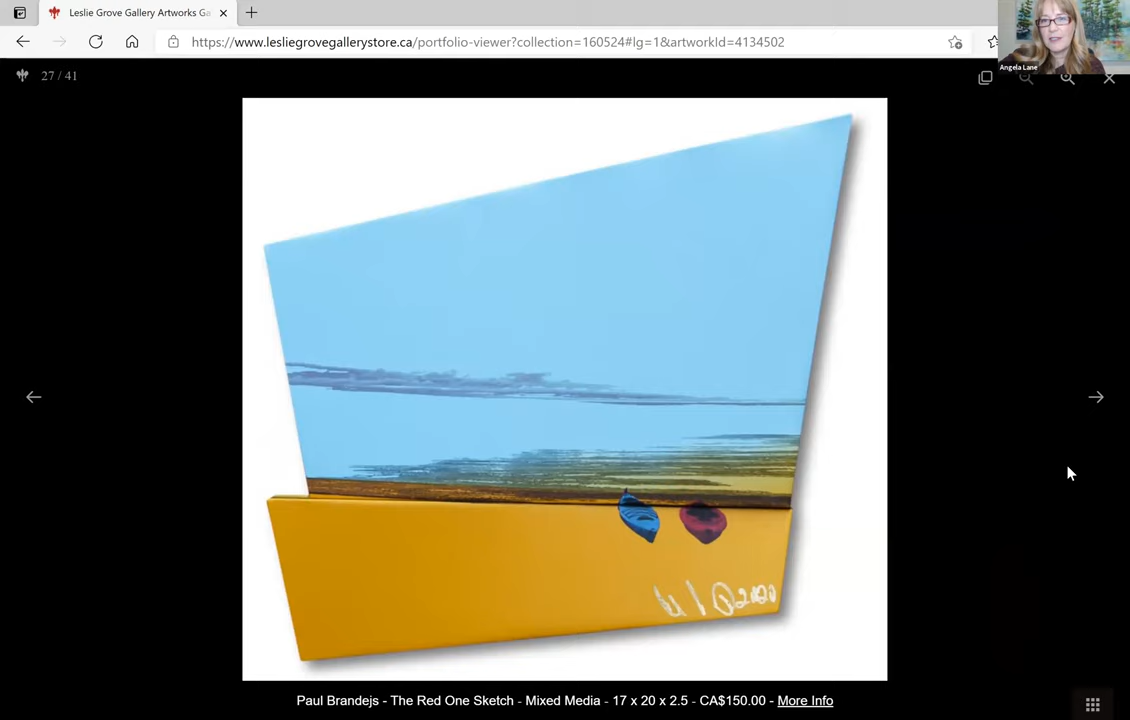 Leslie Grove Gallery Artworks Ga
https://www.lesliegrovegallerystore.ca/portfolio-viewer?collection=160524#lg=1&artworkId=4134502
Angela Lane
27 / 41
2020
Paul Brandejs - The Red One Sketch - Mixed Media - 17 x 20 x 2.5 - CA$150.00 - More Info